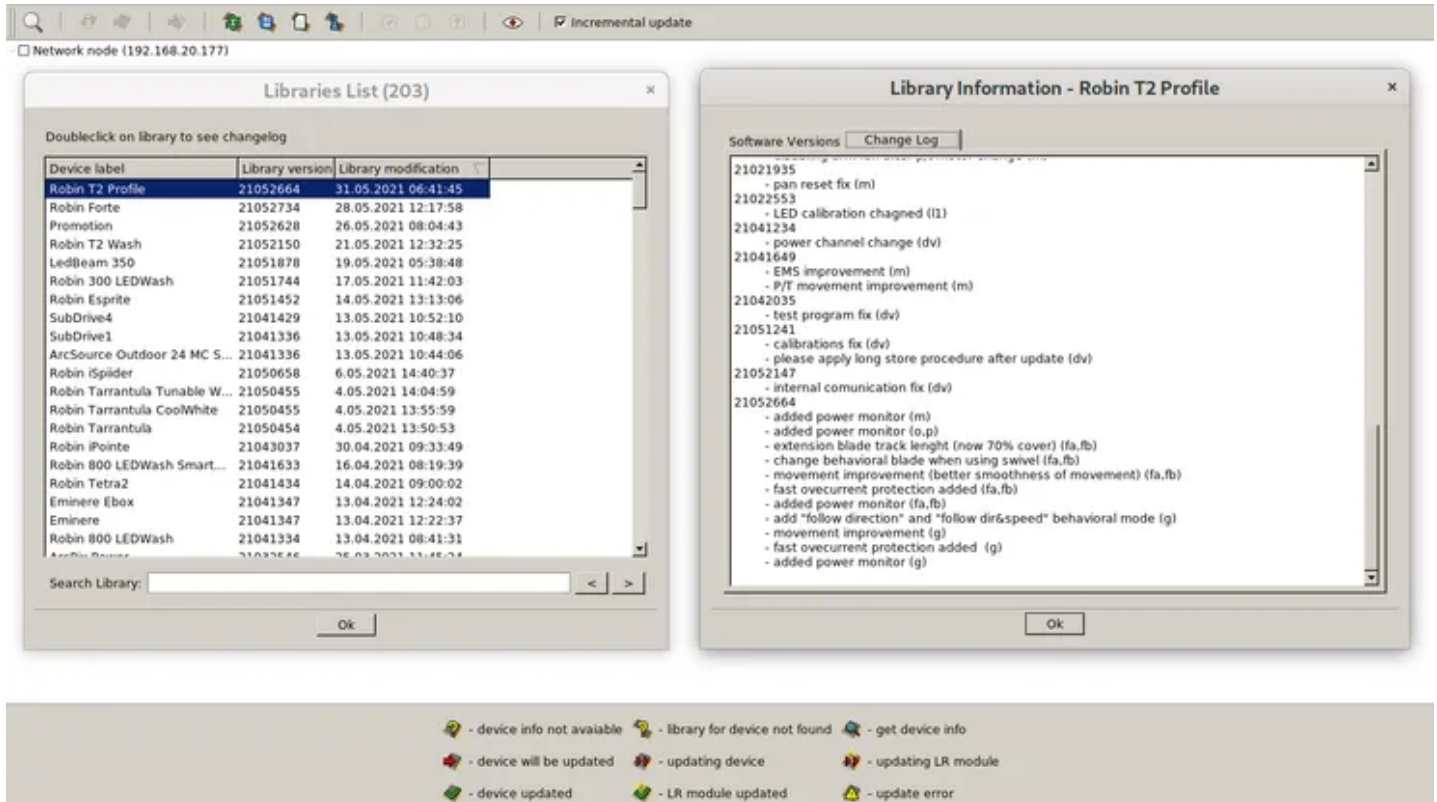 Incremental update
Network node (192.168.20.177)
Libraries List (203)
Doubleclick on library to see changelog
Device label Library version Library modification
Robin T2 Profile 21052664 31.05.2021 06:41:45
Robin Forte 21052734 28.05.2021 12:17:58
Promotion 21052628 26.05.2021 08:04:43
Robin T2 Wash 21052150 21.05.2021 12:32:25
LedBeam 350 21051878 19.05.2021 05:38:48
Robin 300 LEDWash 21051744 17.05.2021 11:42:03
Robin Esprite 21051452 14.05.2021 13:13:06
SubDrive4 21041429 13.05.2021 10:52:10
SubDrive1 21041336 13.05.2021 10:48:34
ArcSource Outdoor 24 MC S... 21041336 13.05.2021 10:44:06
Robin iSpiider 21050658 6.05.2021 14:40:37
Robin Tarrantula Tunable W... 21050455 4.05.2021 14:04:59
Robin Tarrantula CoolWhite 21050455 4.05.2021 13:55:59
Robin Tarrantula 21050454 4.05.2021 13:50:53
Robin iPointe 21043037 30.04.2021 09:33:49
Robin 800 LEDWash Smart... 21041633 16.04.2021 08:19:39
Robin Tetra2 21041434 14.04.2021 09:00:02
Eminere Ebox 21041347 13.04.2021 12:24:02
Eminere 21041347 13.04.2021 12:22:37
Robin 800 LEDWash 21041334 13.04.2021 08:41:31
Search Library: < >
Ok
Library Information - Robin T2 Profile
Software Versions Change Log
21021935
- pan reset fix (m)
21022553
- LED calibration chagned (l1)
21041234
- power channel change (dv)
21041649
- EMS improvement (m)
- P/T movement improvement (m)
21042035
- test program fix (dv)
21051241
- calibrations fix (dv)
- please apply long store procedure after update (dv)
21052147
- internal comunication fix (dv)
21052664
- added power monitor (m)
- added power monitor (o,p)
- extension blade track lenght (now 70% cover) (fa,fb)
- change behavioral blade when using swivel (fa,fb)
- movement improvement (better smoothness of movement) (fa,fb)
- fast ovecurrent protection added (fa,fb)
- added power monitor (fa,fb)
- add "follow direction" and "follow dir&speed" behavioral mode (g)
- movement improvement (g)
- fast ovecurrent protection added (g)
- added power monitor (g)
Ok
- device info not avaiable - library for device not found - get device info
- device will be updated - updating device - updating LR module
- device updated - LR module updated - update error